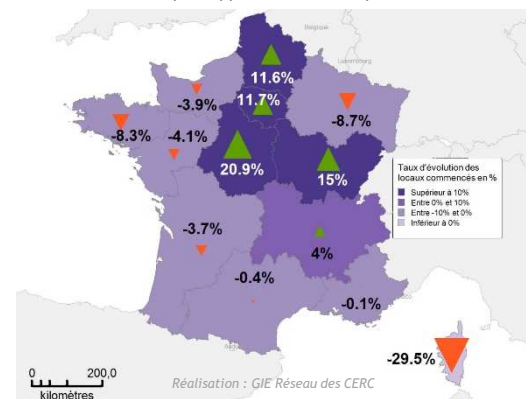 Belgique
Luxembourg
11.6%
-3.9%
11.7%
-8.3%
-8.7%
-4.1%
20.9%
15%
Taux d'évolution des
locaux commencés en %
Supérieur à 10%
Entre 0% et 10%
Entre -10% et 0%
Inférieur à 0%
-3.7%
4%
-0.4%
-0.1%
-29.5%
0 200,0
kilomètres
Réalisation : GIE Réseau des CERC